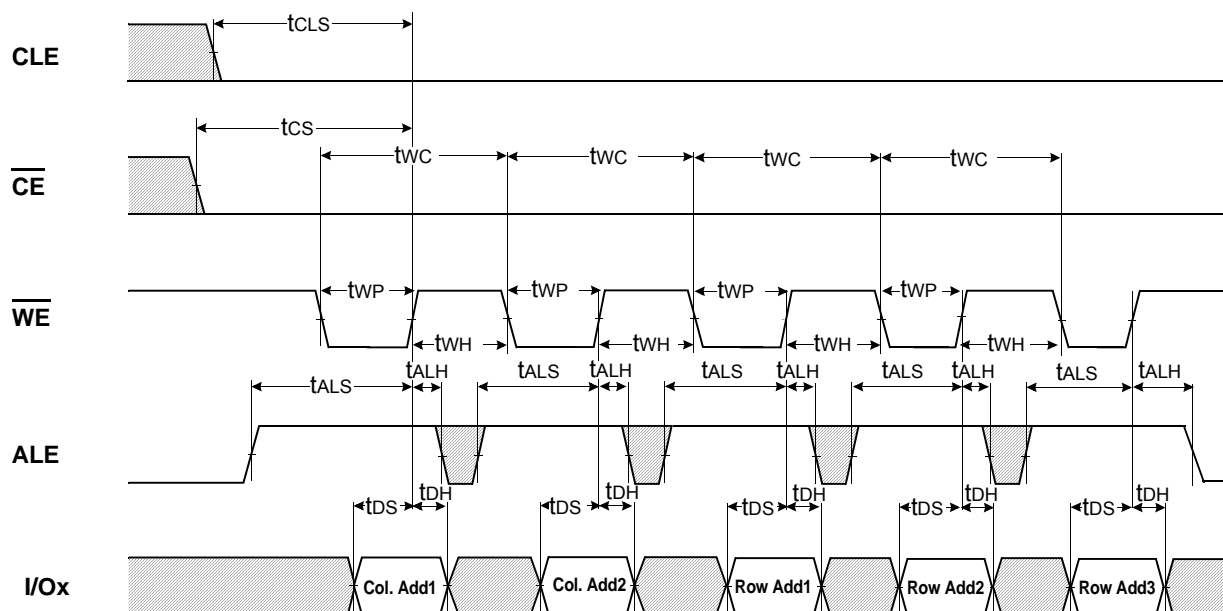 tCLS
CLE
tCS
tWC tWC tWC tWC
CE
tWP tWP tWP tWP
WE
tWH tWH tWH tWH
tALS tALH tALS tALH tALS tALH tALS tALH tALS tALH
ALE
tDS tDH tDS tDH tDS tDH tDS tDH tDS tDH
I/Ox Col. Add1 Col. Add2 Row Add1 Row Add2 Row Add3